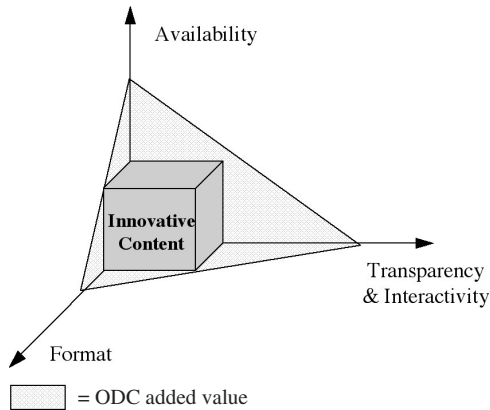 Availability
Innovative
Content
Transparency
& Interactivity
Format
= ODC added value